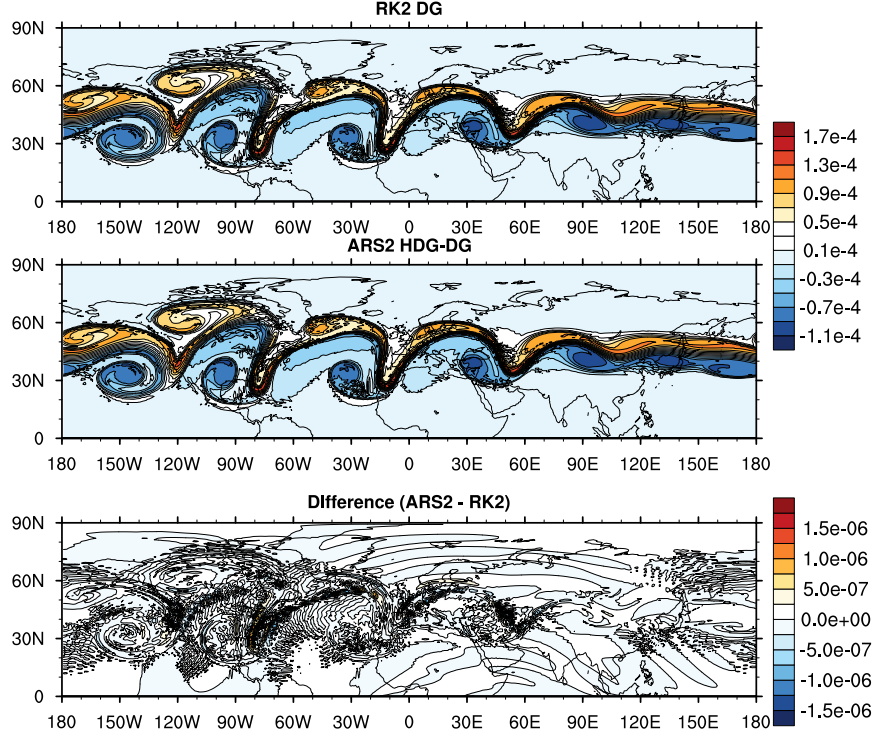 RK2 DG
90N
60N
30N
0
180 150W 120W 90W 60W 30W 0 30E 60E 90E 120E 150E 180
ARS2 HDG-DG
90N
60N
30N
0
180 150W 120W 90W 60W 30W 0 30E 60E 90E 120E 150E 180
1.7e-4
1.3e-4
0.9e-4
0.5e-4
0.1e-4
-0.3e-4
-0.7e-4
-1.1e-4
DIfference (ARS2 - RK2)
90N
60N
30N
0
180 150W 120W 90W 60W 30W 0 30E 60E 90E 120E 150E 180
1.5e-06
1.0e-06
5.0e-07
0.0e+00
-5.0e-07
-1.0e-06
-1.5e-06